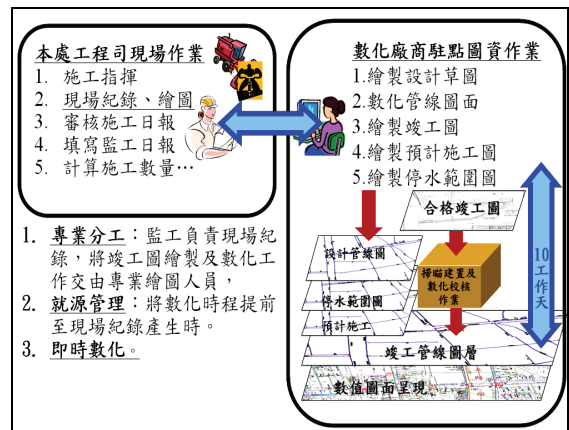 本處工程司現場作業
1. 施工指揮
2. 現場紀錄、繪圖
3. 審核施工日報
4. 填寫監工日報
5. 計算施工數量…
數化廠商駐點圖資作業
1.繪製設計草圖
2.數化管線圖面
3.繪製竣工圖
4.繪製預計施工圖
5.繪製停水範圍圖
1. 專業分工：監工負責現場紀
錄，將竣工圖繪製及數化工
作交由專業繪圖人員，
2. 就源管理：將數化時程提前
至現場紀錄產生時。
3. 即時數化。
合格竣工圖
設計管線圖
停水範圍圖
預計施工
掃瞄建置及
數化校核
作業
竣工管線圖層
數值圖面呈現
10
工
作
天